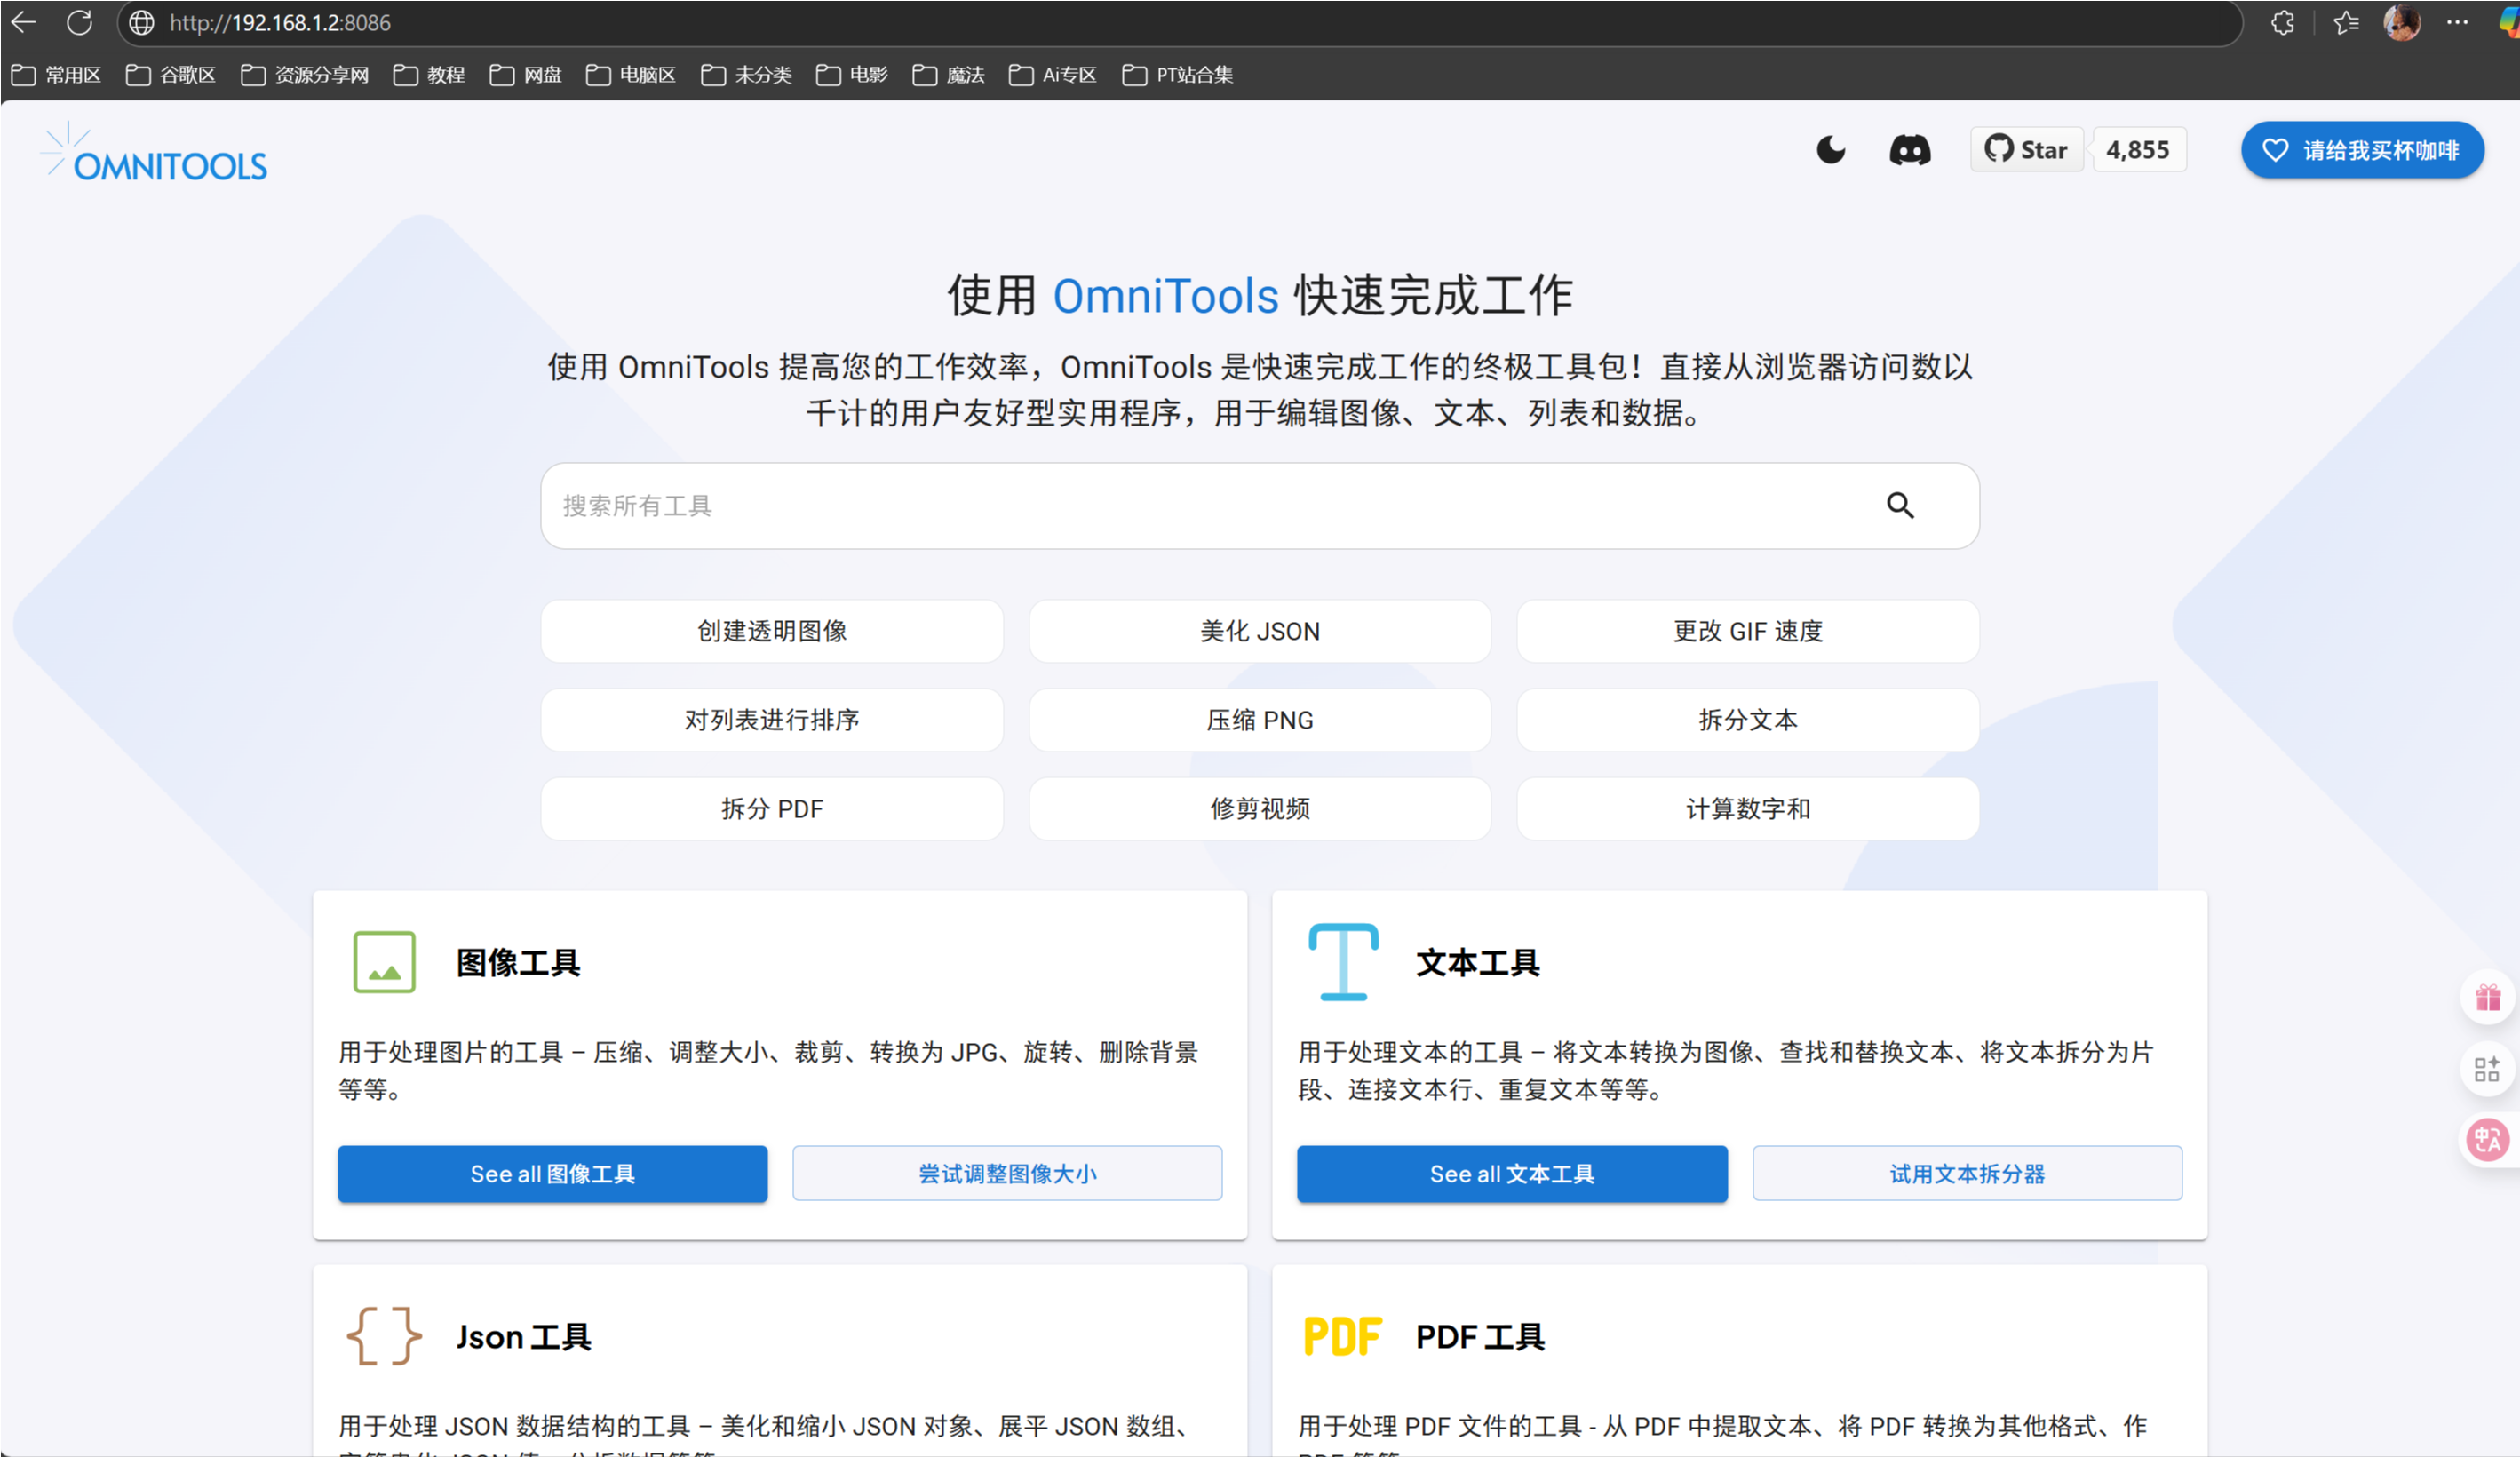 http://192.168.1.2:8086
常用区 谷歌区 资源分享网 教程 网盘 电脑区 未分类 电影 魔法 Ai专区 PT站合集
OMNITOOLS
Star 4,855 请给我买杯咖啡
使用 OmniTools 快速完成工作
使用 OmniTools 提高您的工作效率，OmniTools 是快速完成工作的终极工具包！直接从浏览器访问数以
千计的用户友好型实用程序，用于编辑图像、文本、列表和数据。
搜索所有工具
创建透明图像 美化 JSON 更改 GIF 速度
对列表进行排序 压缩 PNG 拆分文本
拆分 PDF 修剪视频 计算数字和
图像工具
用于处理图片的工具 – 压缩、调整大小、裁剪、转换为 JPG、旋转、删除背景
等等。
See all 图像工具 尝试调整图像大小
文本工具
用于处理文本的工具 – 将文本转换为图像、查找和替换文本、将文本拆分为片
段、连接文本行、重复文本等等。
See all 文本工具 试用文本拆分器
Json 工具
用于处理 JSON 数据结构的工具 – 美化和缩小 JSON 对象、展平 JSON 数组、
PDF PDF 工具
用于处理 PDF 文件的工具 - 从 PDF 中提取文本、将 PDF 转换为其他格式、作